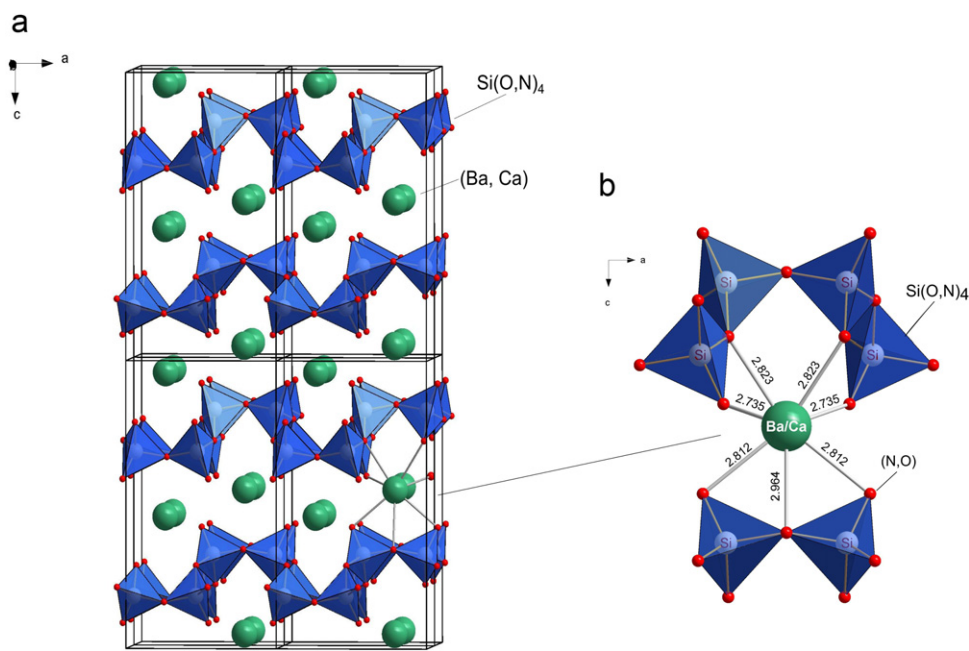 a
a
c
Si(O,N)4
(Ba, Ca)
b
a
c
Si(O,N)4
Si
Si
Si
Si
2.823
2.823
2.735
2.735
Ba/Ca
2.812
2.812
2.964
(N,O)
Si
Si